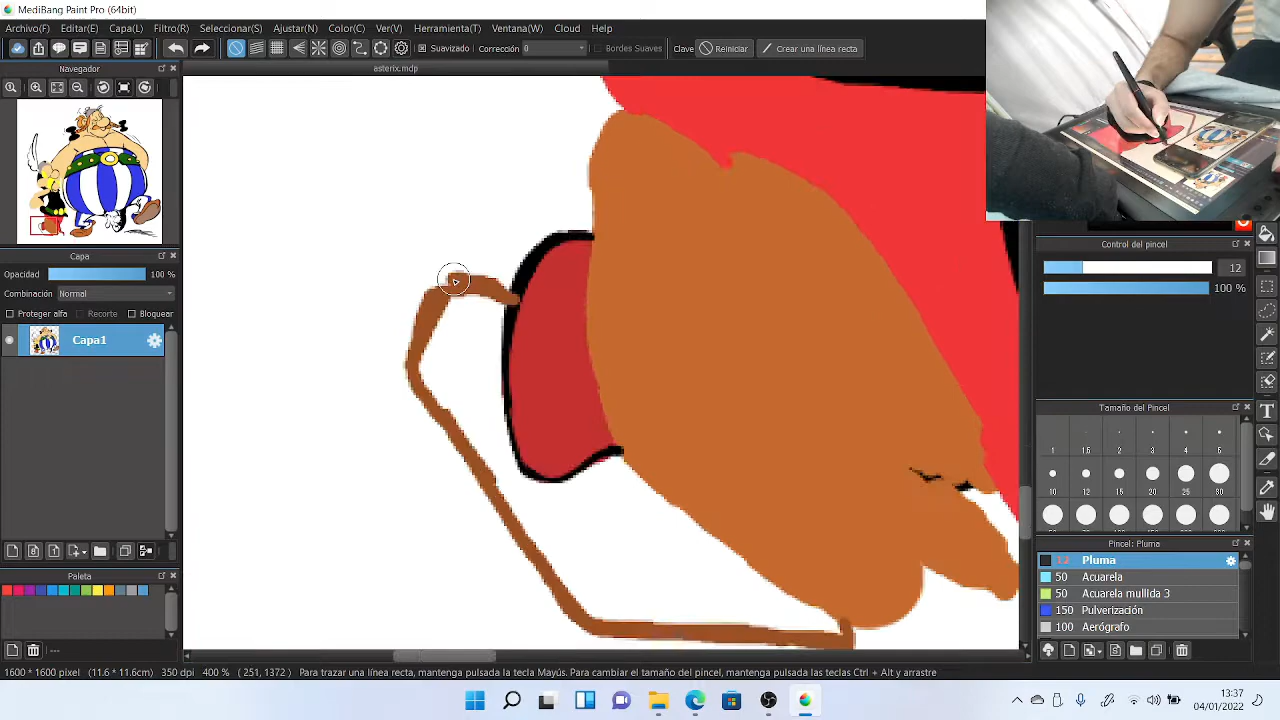 MediBang Paint Pro (64bit)
Archivo(F) Editar(E) Capa(L) Filtro(R) Seleccionar(S) Ajustar(N) Color(C) Ver(V) Herramienta(T) Ventana(W) Cloud Help
Suavizado Corrección 0 Bordes Suaves Clave Reiniciar Crear una línea recta
Navegador
asterix.mdp
Capa
Opacidad 100 %
Combinación Normal
Proteger alfa Recorte Bloquear
Capa1
Paleta
---
Control del pincel
12
100 %
Tamaño del Pincel
1 1.5 2 3 4 5
10 12 15 20 25
Pincel: Pluma
12 Pluma
50 Acuarela
50 Acuarela mullida 3
150 Pulverización
100 Aerógrafo
1600 * 1600 pixel (11.6 * 11.6cm) 350 dpi 400 % ( 251, 1372 ) Para trazar una línea recta, mantenga pulsada la tecla Mayús. Para cambiar el tamaño del pincel, mantenga pulsada las teclas Ctrl + Alt y arrastre
13:37
04/01/2022